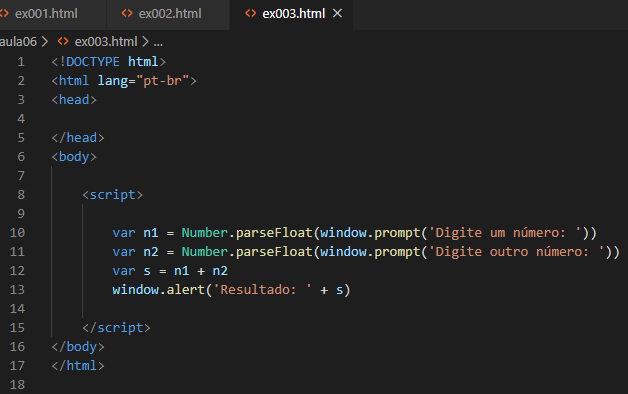 ex001.html ex002.html ex003.html ×
aula06 > ex003.html > ...
1 <!DOCTYPE html>
2 <html lang="pt-br">
3 <head>
4
5 </head>
6 <body>
7
8 <script>
9
10 var n1 = Number.parseFloat(window.prompt('Digite um número: '))
11 var n2 = Number.parseFloat(window.prompt('Digite outro número: '))
12 var s = n1 + n2
13 window.alert('Resultado: ' + s)
14
15 </script>
16 </body>
17 </html>
18